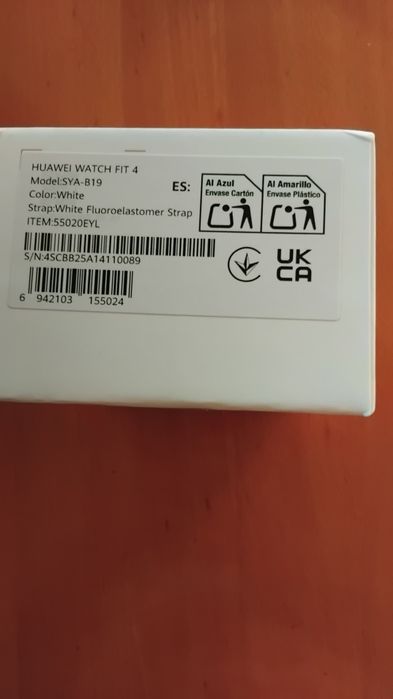 HUAWEI WATCH FIT 4
Model:SYA-B19
Color:White
Strap:White Fluoroelastomer Strap
ITEM:55020EYL
S/N:4SCBB25A14110089
6 942103 155024
ES:
Al Azul
Envase Cartón
Al Amarillo
Envase Plástico
UK
CA